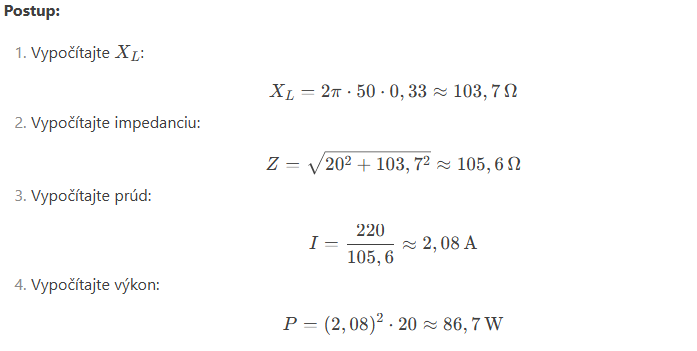 Postup:
1. Vypočítajte X_L:
X_L = 2π · 50 · 0,33 ≈ 103,7 Ω
2. Vypočítajte impedanciu:
Z = √(20² + 103,7²) ≈ 105,6 Ω
3. Vypočítajte prúd:
I = 220/105,6 ≈ 2,08 A
4. Vypočítajte výkon:
P = (2,08)² · 20 ≈ 86,7 W